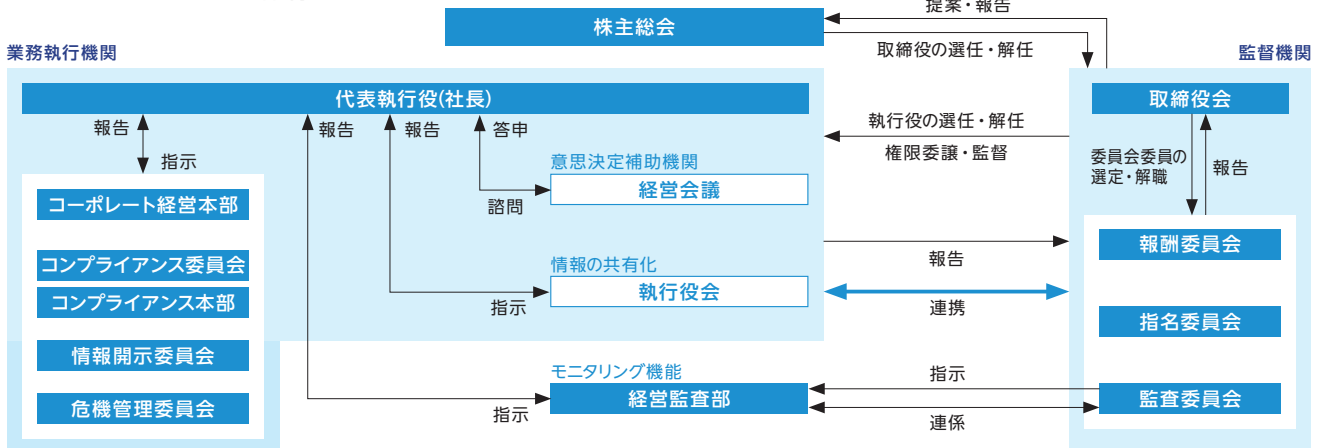 提案・報告
株主総会
取締役の選任・解任
業務執行機関
監督機関
代表執行役(社長)
取締役会
報告
指示
報告
報告
答申
執行役の選任・解任
権限委譲・監督
委員会委員の
選定・解職
報告
意思決定補助機関
経営会議
諮問
コーポレート経営本部
コンプライアンス委員会
コンプライアンス本部
情報開示委員会
危機管理委員会
情報の共有化
執行役会
指示
報告
連携
報酬委員会
指名委員会
監査委員会
モニタリング機能
経営監査部
指示
指示
連係